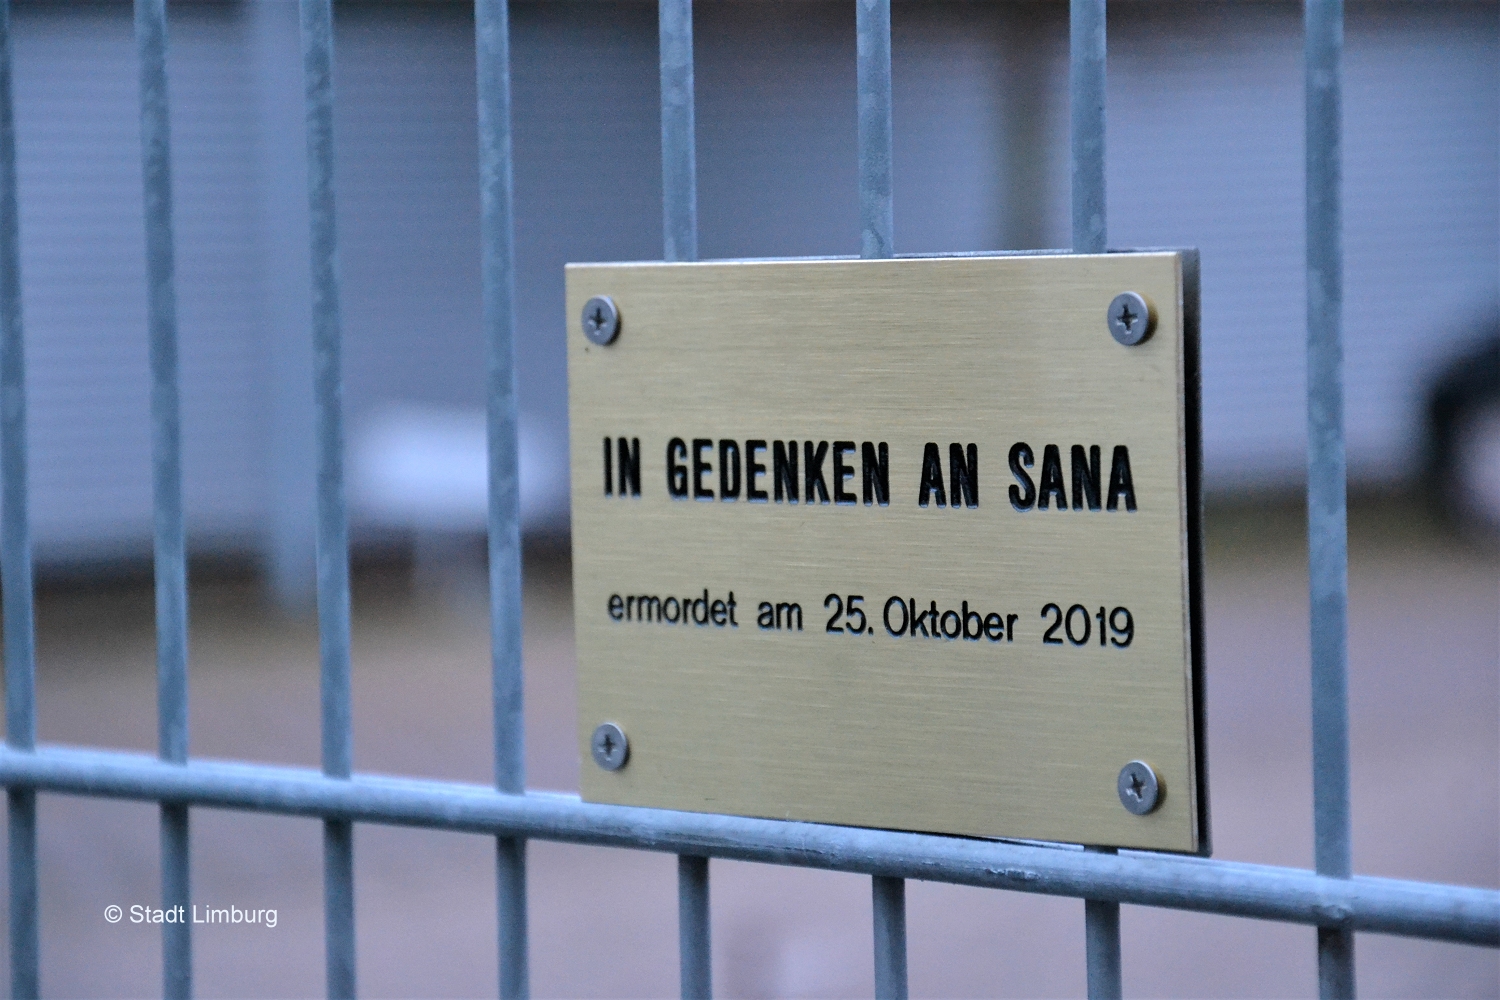 IN GEDENKEN AN SANA
ermordet am 25. Oktober 2019
© Stadt Limburg